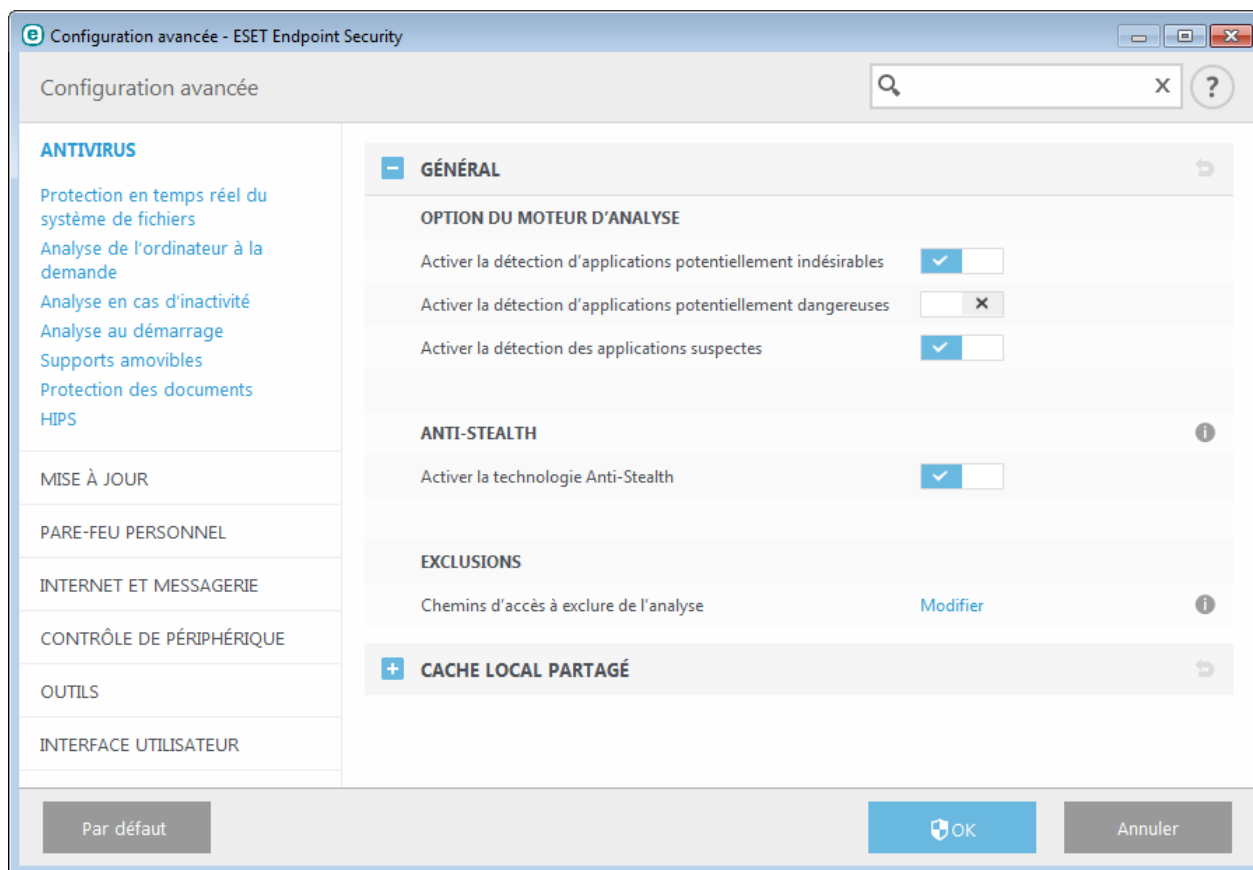 Configuration avancée - ESET Endpoint Security
Configuration avancée
?
ANTIVIRUS
Protection en temps réel du
système de fichiers
Analyse de l'ordinateur à la
demande
Analyse en cas d'inactivité
Analyse au démarrage
Supports amovibles
Protection des documents
HIPS
MISE À JOUR
PARE-FEU PERSONNEL
INTERNET ET MESSAGERIE
CONTRÔLE DE PÉRIPHÉRIQUE
OUTILS
INTERFACE UTILISATEUR
GÉNÉRAL
OPTION DU MOTEUR D'ANALYSE
Activer la détection d'applications potentiellement indésirables
Activer la détection d'applications potentiellement dangereuses
Activer la détection des applications suspectes
ANTI-STEALTH
Activer la technologie Anti-Stealth
EXCLUSIONS
Chemins d'accès à exclure de l'analyse Modifier
CACHE LOCAL PARTAGÉ
Par défaut
OK
Annuler